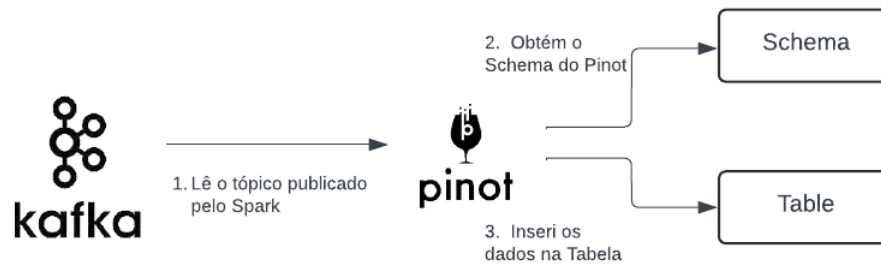 kafka
1. Lê o tópico publicado
pelo Spark
pinot
2. Obtém o
Schema do Pinot
Schema
3. Inseri os
dados na Tabela
Table